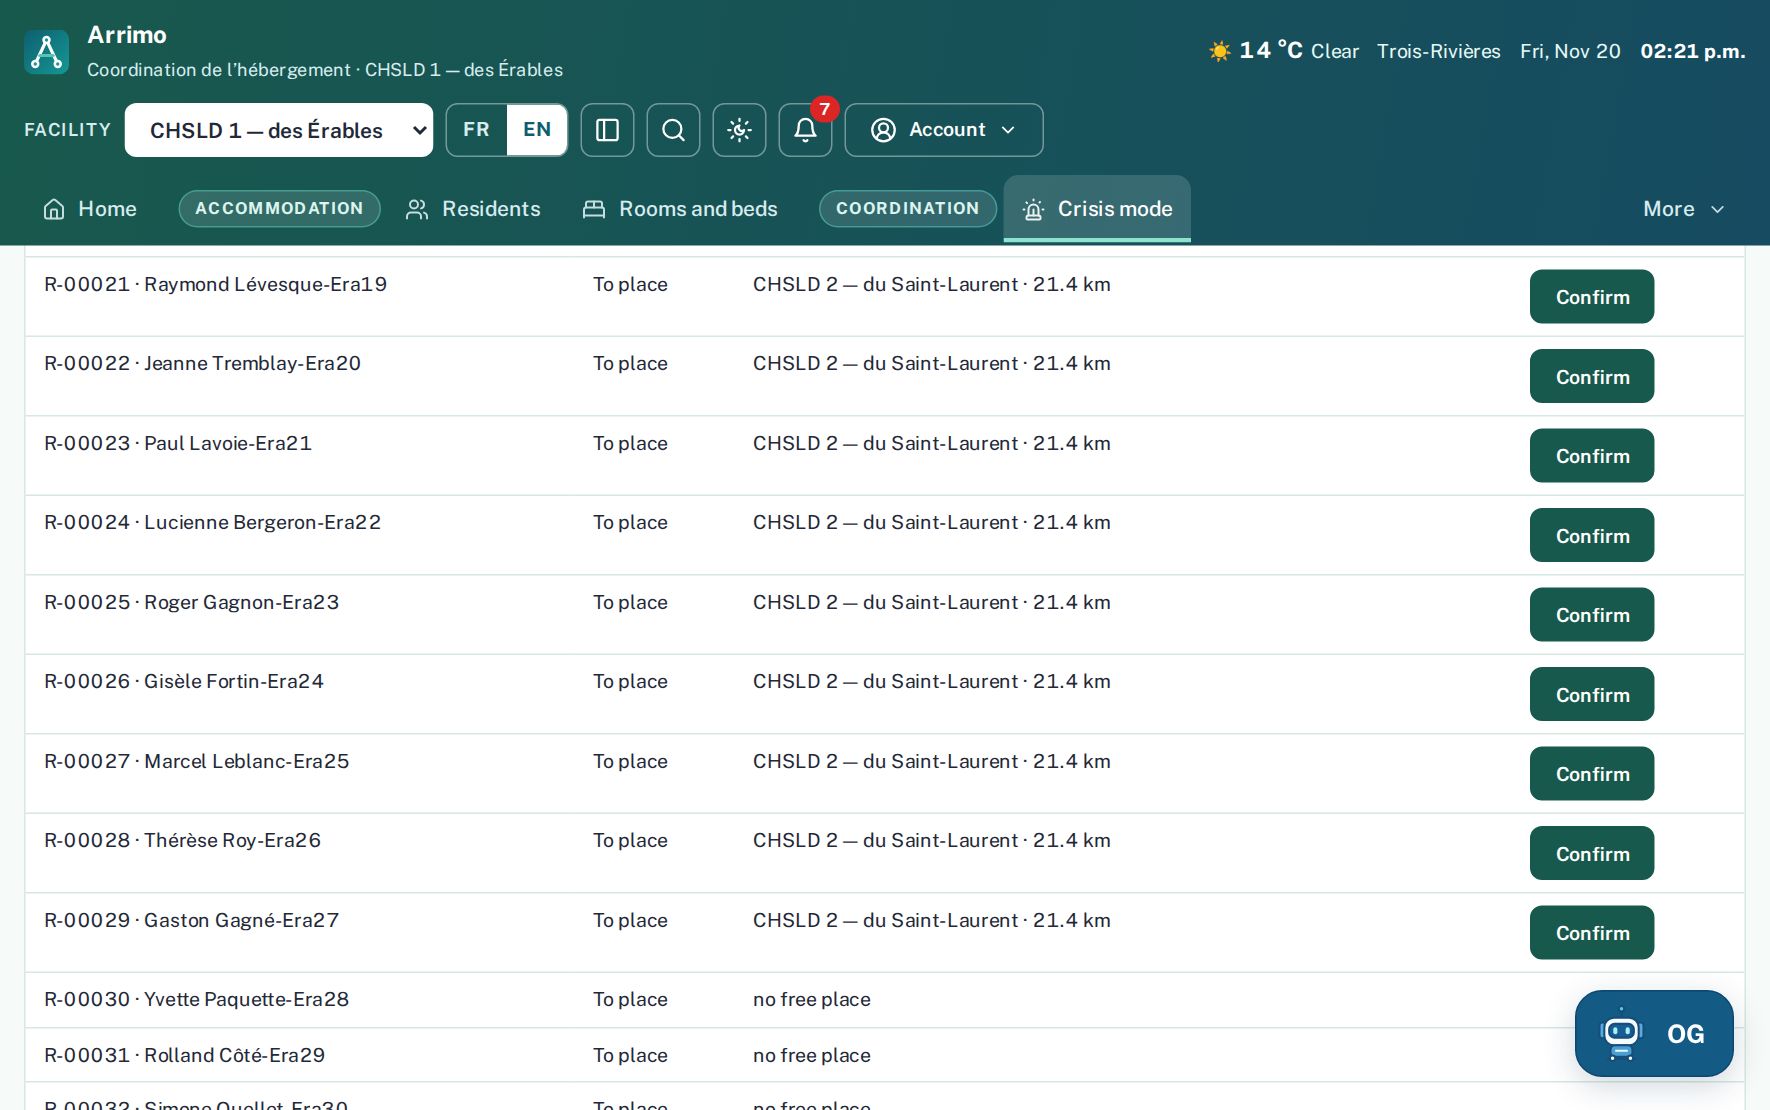 Arrimo
Coordination de l'hébergement · CHSLD 1 — des Érables
☀️ 14 °C Clear Trois-Rivières Fri, Nov 20 02:21 p.m.
FACILITY CHSLD 1 — des Érables FR EN 7 Account
Home ACCOMMODATION Residents Rooms and beds COORDINATION Crisis mode More
R-00021 · Raymond Lévesque-Era19 To place CHSLD 2 — du Saint-Laurent · 21.4 km Confirm
R-00022 · Jeanne Tremblay-Era20 To place CHSLD 2 — du Saint-Laurent · 21.4 km Confirm
R-00023 · Paul Lavoie-Era21 To place CHSLD 2 — du Saint-Laurent · 21.4 km Confirm
R-00024 · Lucienne Bergeron-Era22 To place CHSLD 2 — du Saint-Laurent · 21.4 km Confirm
R-00025 · Roger Gagnon-Era23 To place CHSLD 2 — du Saint-Laurent · 21.4 km Confirm
R-00026 · Gisèle Fortin-Era24 To place CHSLD 2 — du Saint-Laurent · 21.4 km Confirm
R-00027 · Marcel Leblanc-Era25 To place CHSLD 2 — du Saint-Laurent · 21.4 km Confirm
R-00028 · Thérèse Roy-Era26 To place CHSLD 2 — du Saint-Laurent · 21.4 km Confirm
R-00029 · Gaston Gagné-Era27 To place CHSLD 2 — du Saint-Laurent · 21.4 km Confirm
R-00030 · Yvette Paquette-Era28 To place no free place
R-00031 · Rolland Côté-Era29 To place no free place
R-00032 · Simone Ouellet-Era30 To place no free place
OG